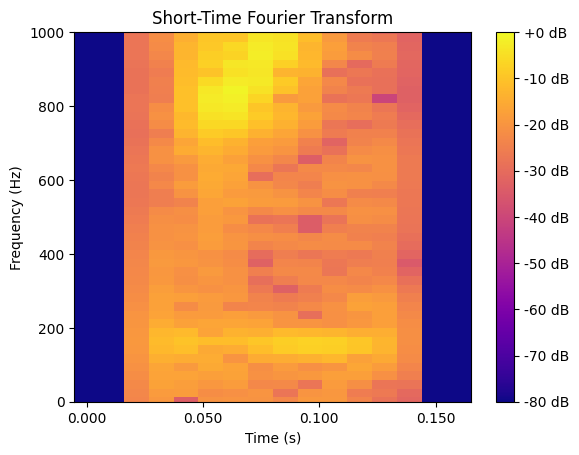 Short-Time Fourier Transform
1000
800
600
400
200
0
Frequency (Hz)
0.000
0.050
0.100
0.150
Time (s)
+0 dB
-10 dB
-20 dB
-30 dB
-40 dB
-50 dB
-60 dB
-70 dB
-80 dB